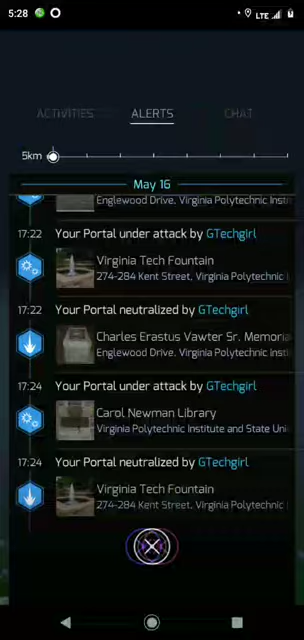 5:28
LTE
ACTIVITIES
ALERTS
CHAT
5km
May 16
Englewood Drive, Virginia Polytechnic Insti
17:22 Your Portal under attack by GTechgirl
Virginia Tech Fountain
274-284 Kent Street, Virginia Polytechnic
17:22 Your Portal neutralized by GTechgirl
Charles Erastus Vawter Sr. Memoria
Englewood Drive, Virginia Polytechnic Insti
17:24 Your Portal under attack by GTechgirl
Carol Newman Library
Virginia Polytechnic Institute and State Uni
17:24 Your Portal neutralized by GTechgirl
Virginia Tech Fountain
274-284 Kent Street, Virginia Polytechnic